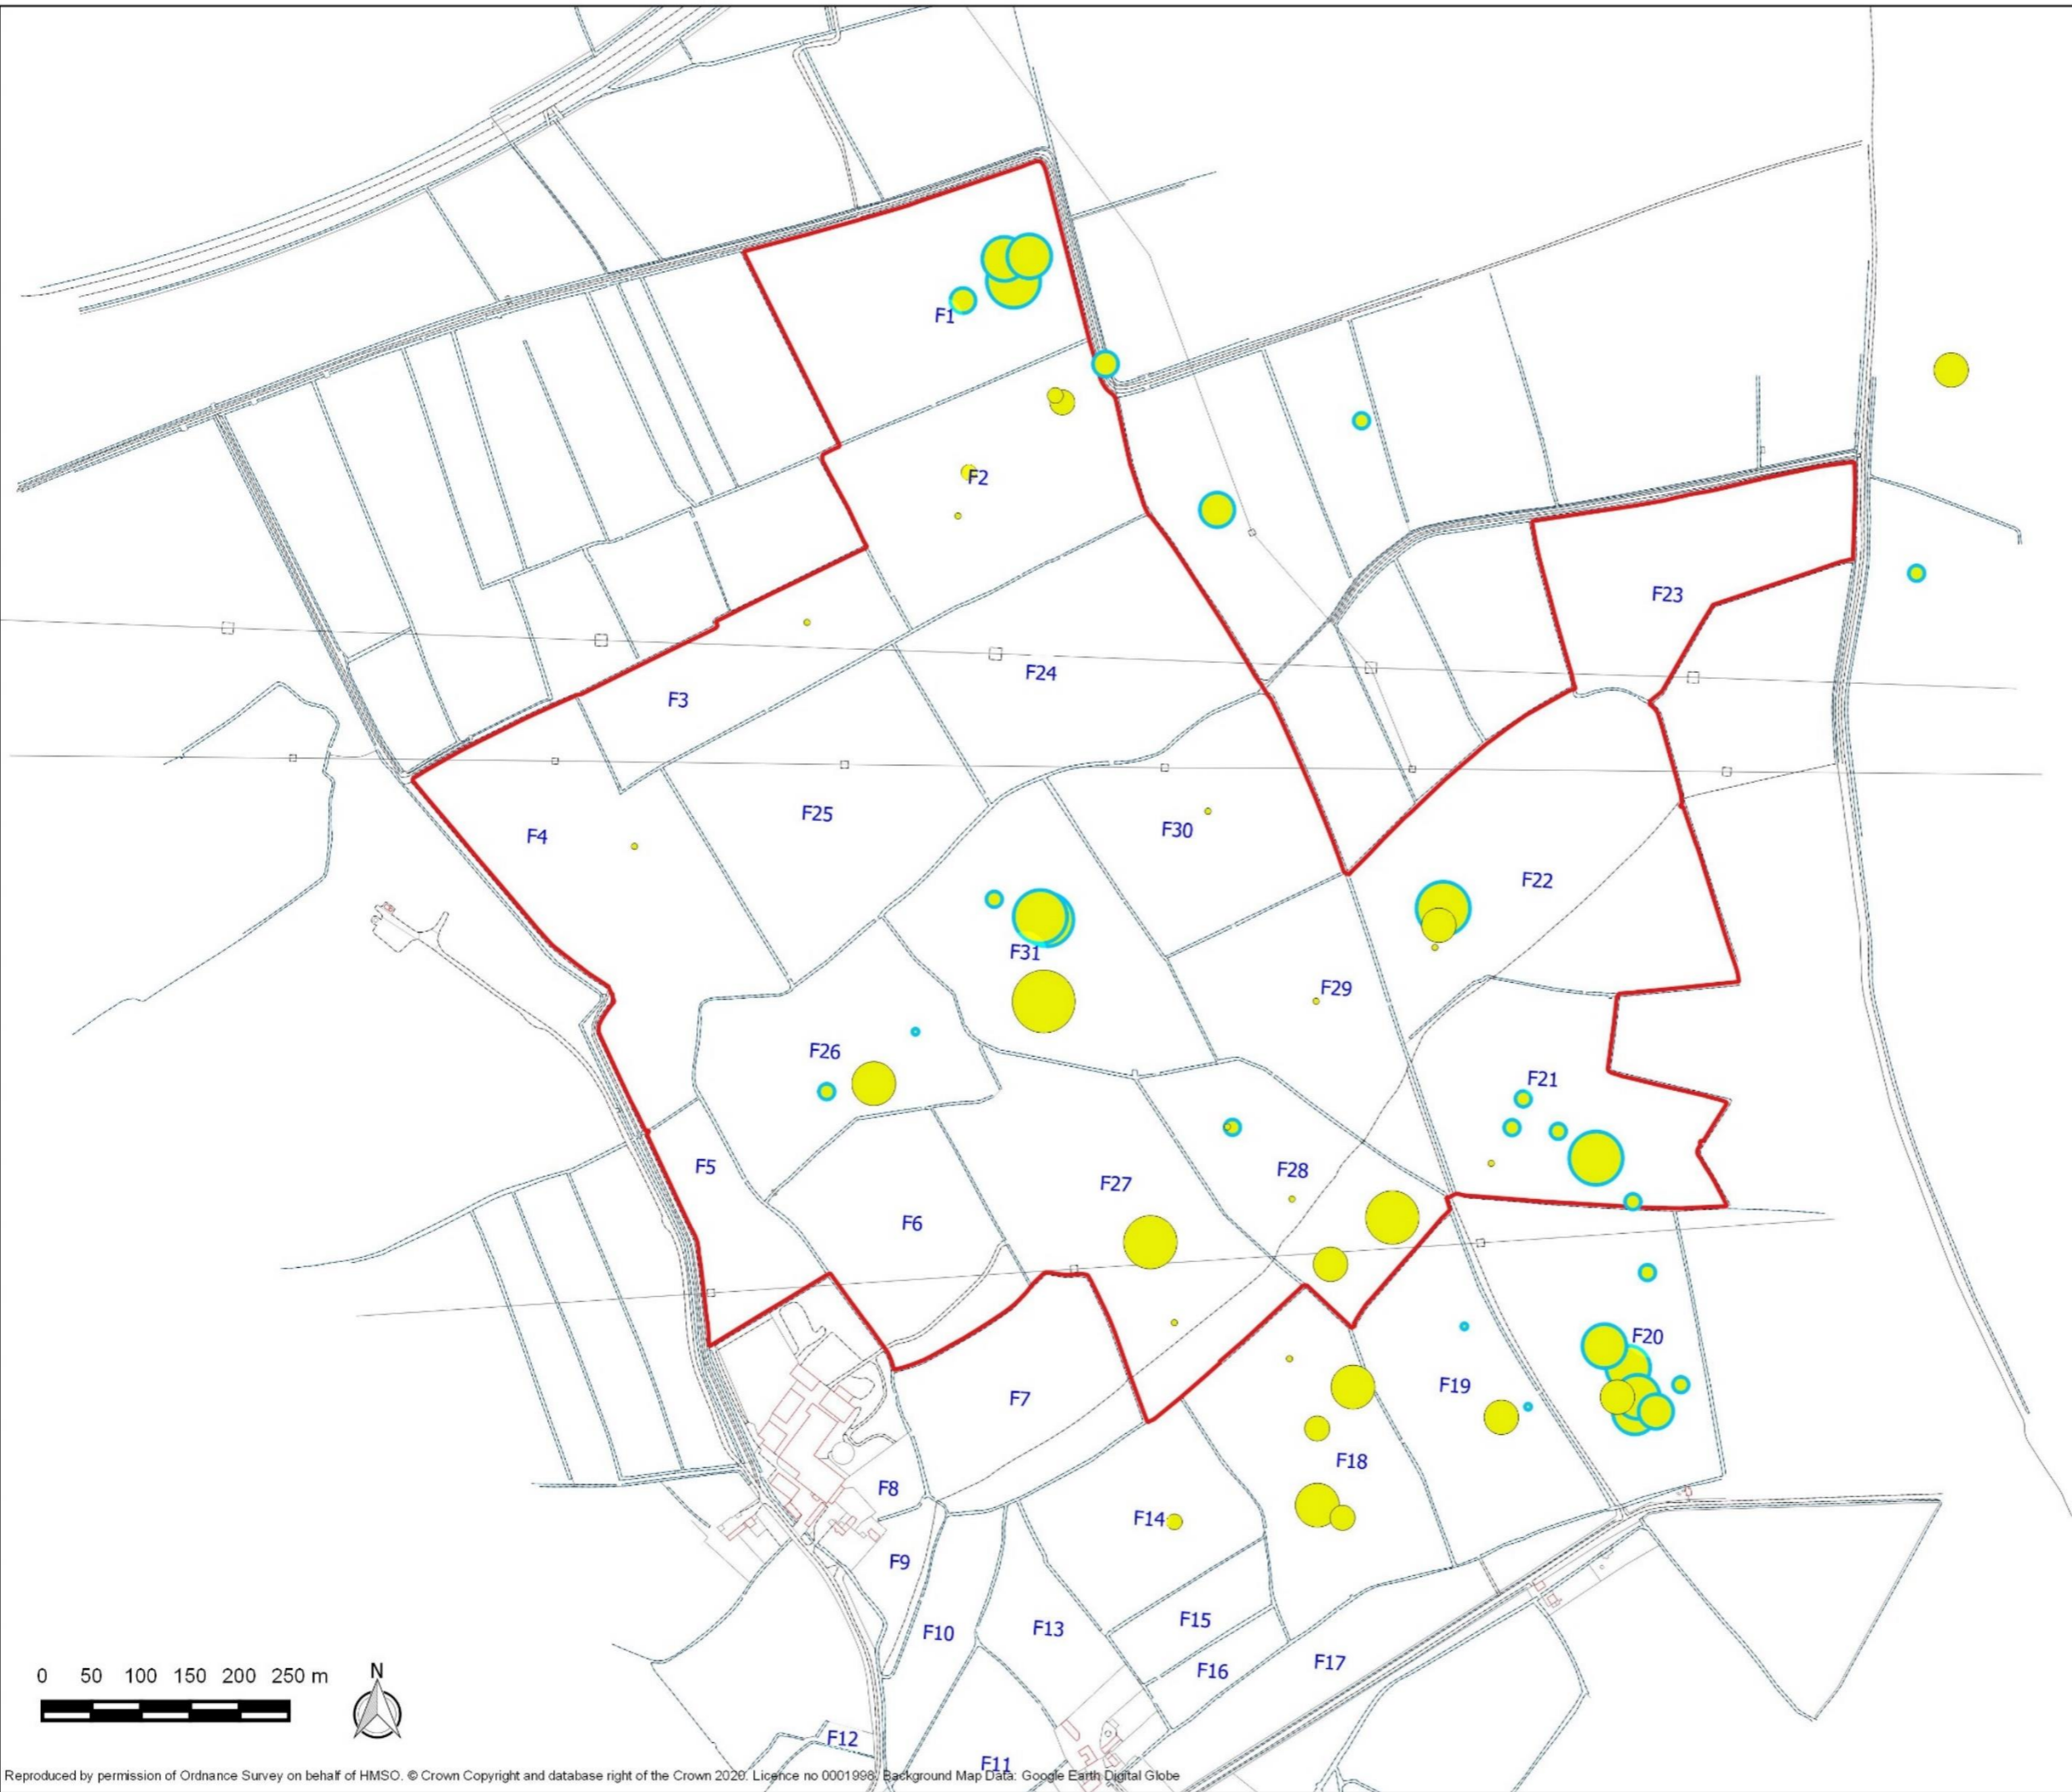 F1
F2
F23
F24
F3
F25
F30
F4
F22
F31
F29
F26
F21
F5
F28
F27
F6
F20
F19
F7
F18
F8
F14
F9
F15
F13
F10
F17
F16
0 50 100 150 200 250 m
N
F12
F11
Reproduced by permission of Ordnance Survey on behalf of HMSO. © Crown Copyright and database right of the Crown 2020. Licence no 0001998. Background Map Data: Google Earth Digital Globe